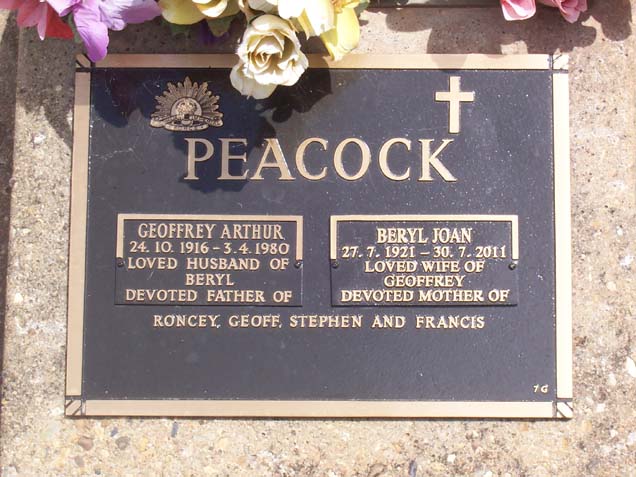 PEACOCK
GEOFFREY ARTHUR
24. 10. 1916 - 3. 4. 1980
LOVED HUSBAND OF
BERYL
DEVOTED FATHER OF
BERYL JOAN
27. 7. 1921 - 30. 7. 2011
LOVED WIFE OF
GEOFFREY
DEVOTED MOTHER OF
RONCEY, GEOFF, STEPHEN AND FRANCIS